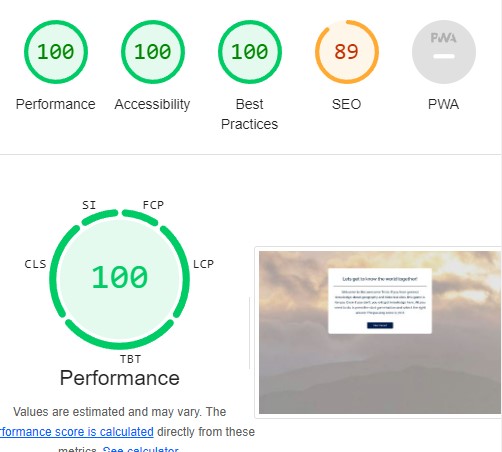 100
100
100
89
PWA
Performance
Accessibility
Best
Practices
SEO
PWA
SI
FCP
CLS
LCP
100
TBT
Performance
Let's get to know the world together!
Values are estimated and may vary. The
rformance score is calculated directly from these
metrics. See calculator